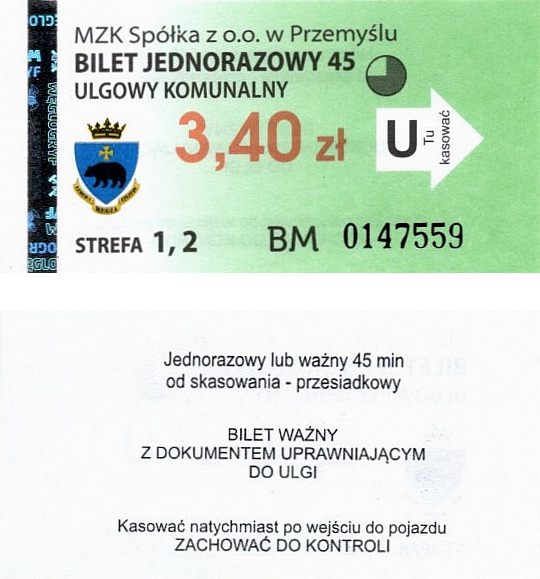 MZK Spółka z o.o. w Przemyślu
BILET JEDNORAZOWY 45
ULGOWY KOMUNALNY
3,40 zł
U
Tu
kasować
STREFA 1, 2
BM 0147559
Jednorazowy lub ważny 45 min
od skasowania - przesiadkowy
BILET WAŻNY
Z DOKUMENTEM UPRAWNIAJĄCYM
DO ULGI
Kasować natychmiast po wejściu do pojazdu
ZACHOWAĆ DO KONTROLI